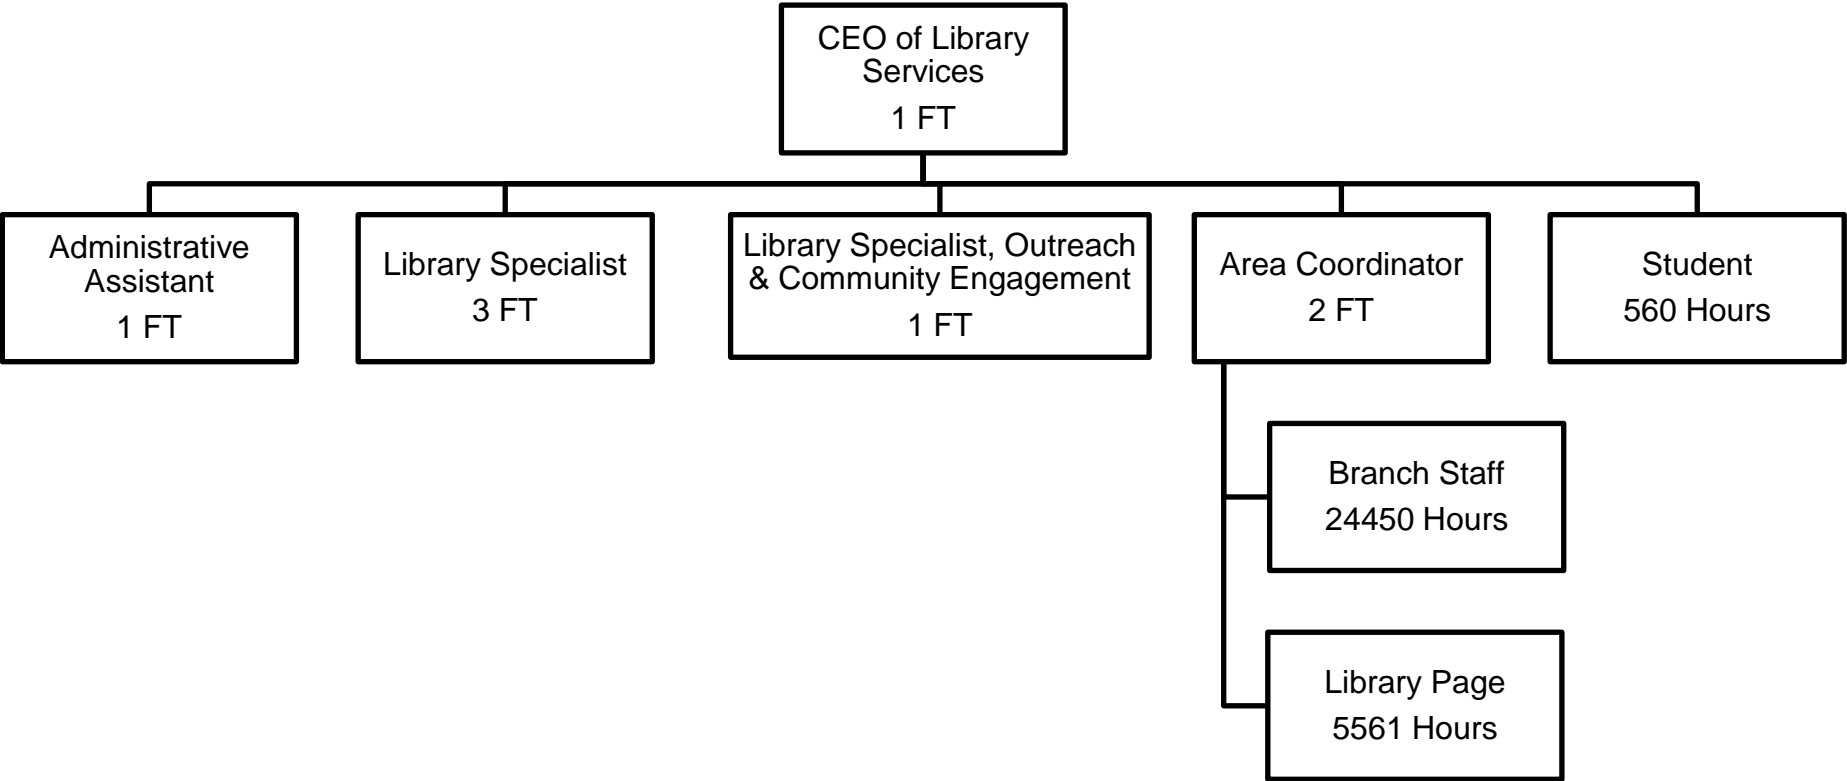 CEO of Library
Services
1 FT
Administrative
Assistant
1 FT
Library Specialist
3 FT
Library Specialist, Outreach
& Community Engagement
1 FT
Area Coordinator
2 FT
Student
560 Hours
Branch Staff
24450 Hours
Library Page
5561 Hours